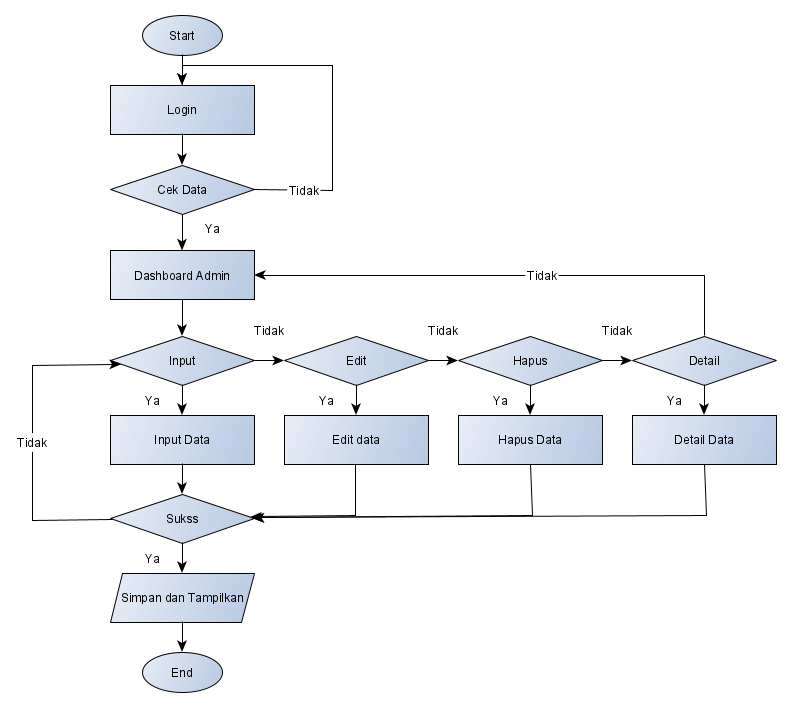 Start
Login
Cek Data
Tidak
Ya
Dashboard Admin
Tidak
Tidak
Tidak
Tidak
Input
Edit
Hapus
Detail
Ya
Ya
Ya
Ya
Input Data
Edit data
Hapus Data
Detail Data
Tidak
Sukss
Ya
Simpan dan Tampilkan
End